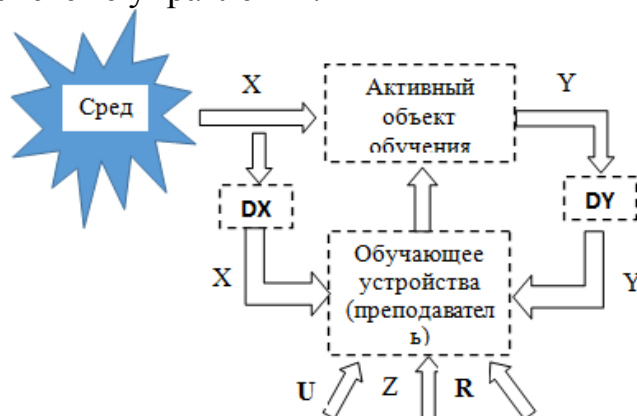 X
Y
Активный
объект
обучения
Сред
DX
DY
Обучающее
устройства
(преподавател
ь)
X
Y
U
Z
R